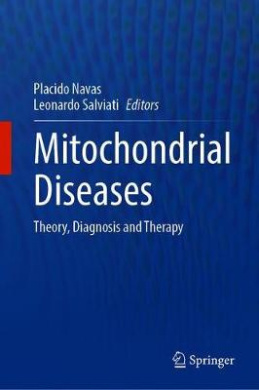 Placido Navas
Leonardo Salviati Editors
Mitochondrial
Diseases
Theory, Diagnosis and Therapy
Springer